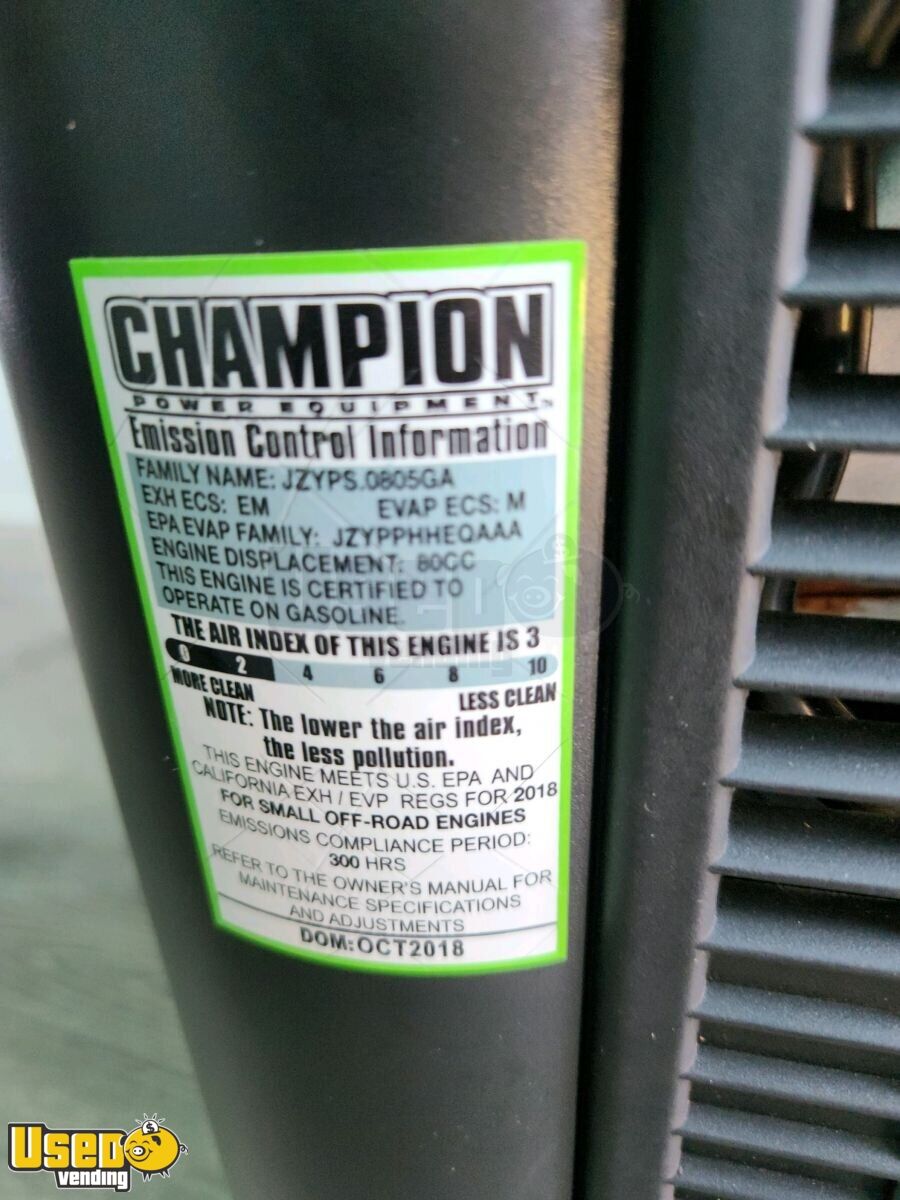 CHAMPION
POWER EQUIPMENT™
Emission Control Information
FAMILY NAME: JZYPS.0805GA
EXH ECS: EM EVAP ECS: M
EPA EVAP FAMILY: JZYPPHHEQAAA
ENGINE DISPLACEMENT: 80CC
THIS ENGINE IS CERTIFIED TO
OPERATE ON GASOLINE.
THE AIR INDEX OF THIS ENGINE IS 3
0 2 4 6 8 10
MORE CLEAN LESS CLEAN
NOTE: The lower the air index,
the less pollution.
THIS ENGINE MEETS U.S. EPA AND
CALIFORNIA EXH / EVP REGS FOR 2018
FOR SMALL OFF-ROAD ENGINES
EMISSIONS COMPLIANCE PERIOD:
300 HRS
REFER TO THE OWNER'S MANUAL FOR
MAINTENANCE SPECIFICATIONS
AND ADJUSTMENTS
DOM: OCT2018
USED
vending